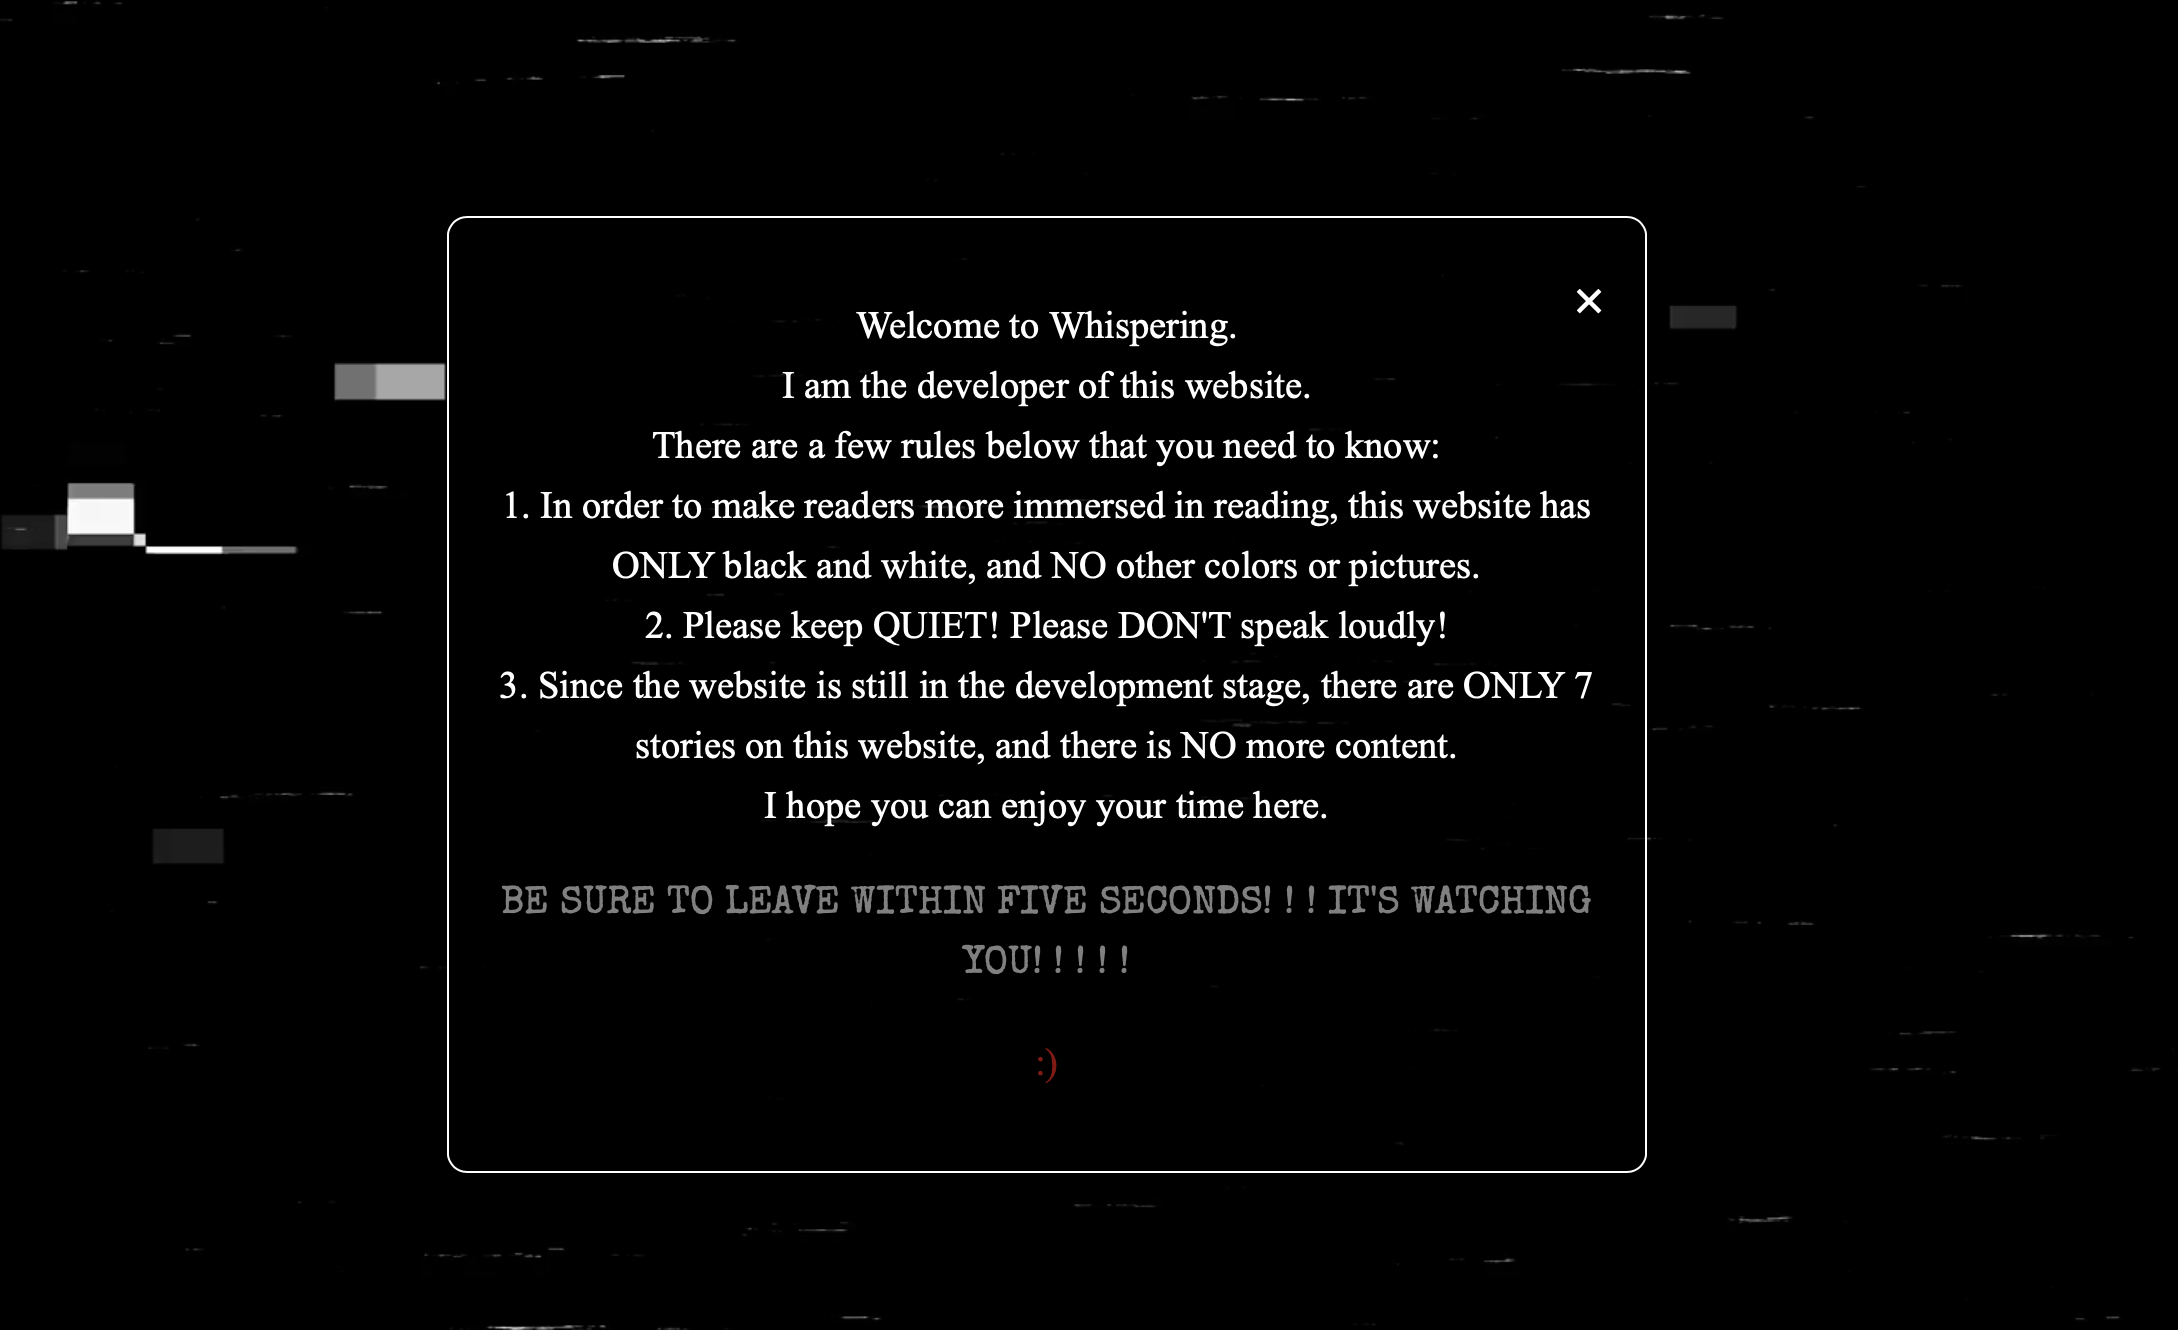 Welcome to Whispering.
I am the developer of this website.
There are a few rules below that you need to know:
1. In order to make readers more immersed in reading, this website has
ONLY black and white, and NO other colors or pictures.
2. Please keep QUIET! Please DON'T speak loudly!
3. Since the website is still in the development stage, there are ONLY 7
stories on this website, and there is NO more content.
I hope you can enjoy your time here.
BE SURE TO LEAVE WITHIN FIVE SECONDS!!!IT'S WATCHING
YOU!!!!!
:)